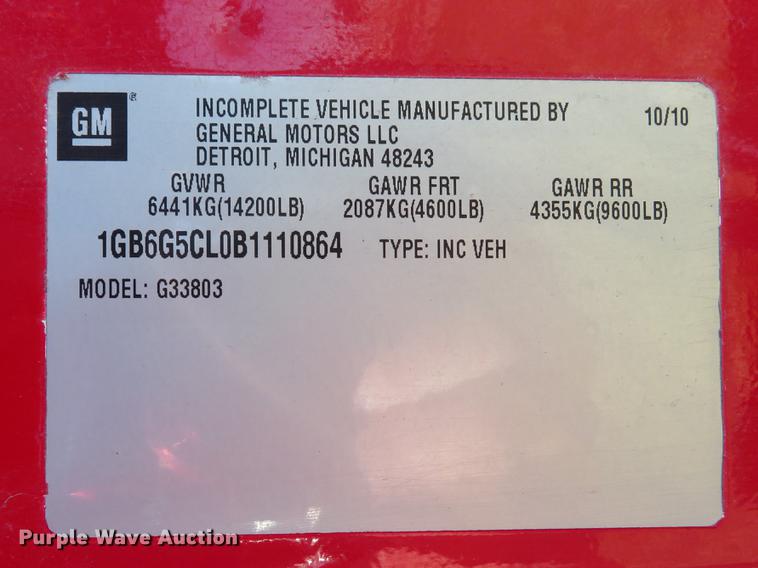 GM ®
INCOMPLETE VEHICLE MANUFACTURED BY 10/10
GENERAL MOTORS LLC
DETROIT, MICHIGAN 48243
GVWR GAWR FRT GAWR RR
6441KG(14200LB) 2087KG(4600LB) 4355KG(9600LB)
1GB6G5CL0B1110864 TYPE: INC VEH
MODEL: G33803
Purple Wave Auction